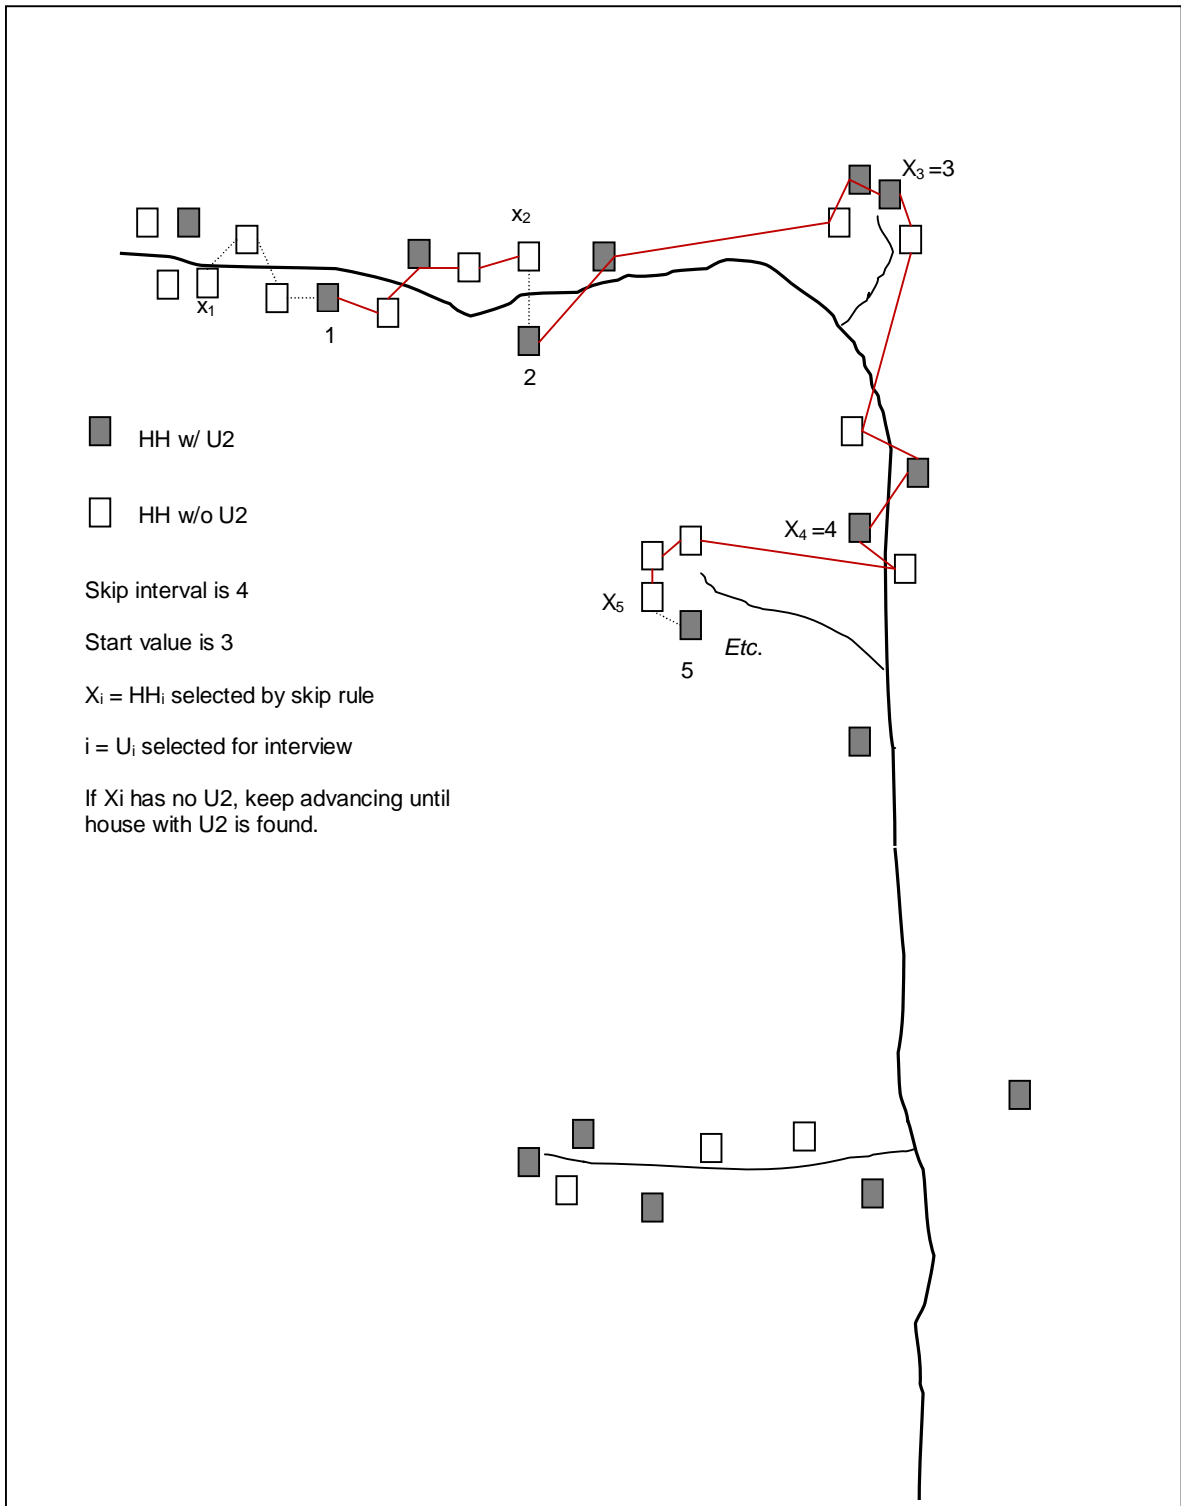 X₃ =3
x₂
x₁
1
2
HH w/ U2
HH w/o U2
X₄ =4
Skip interval is 4
X₅
Start value is 3
Etc.
5
Xᵢ = HHᵢ selected by skip rule
i = Uᵢ selected for interview
If Xi has no U2, keep advancing until
house with U2 is found.